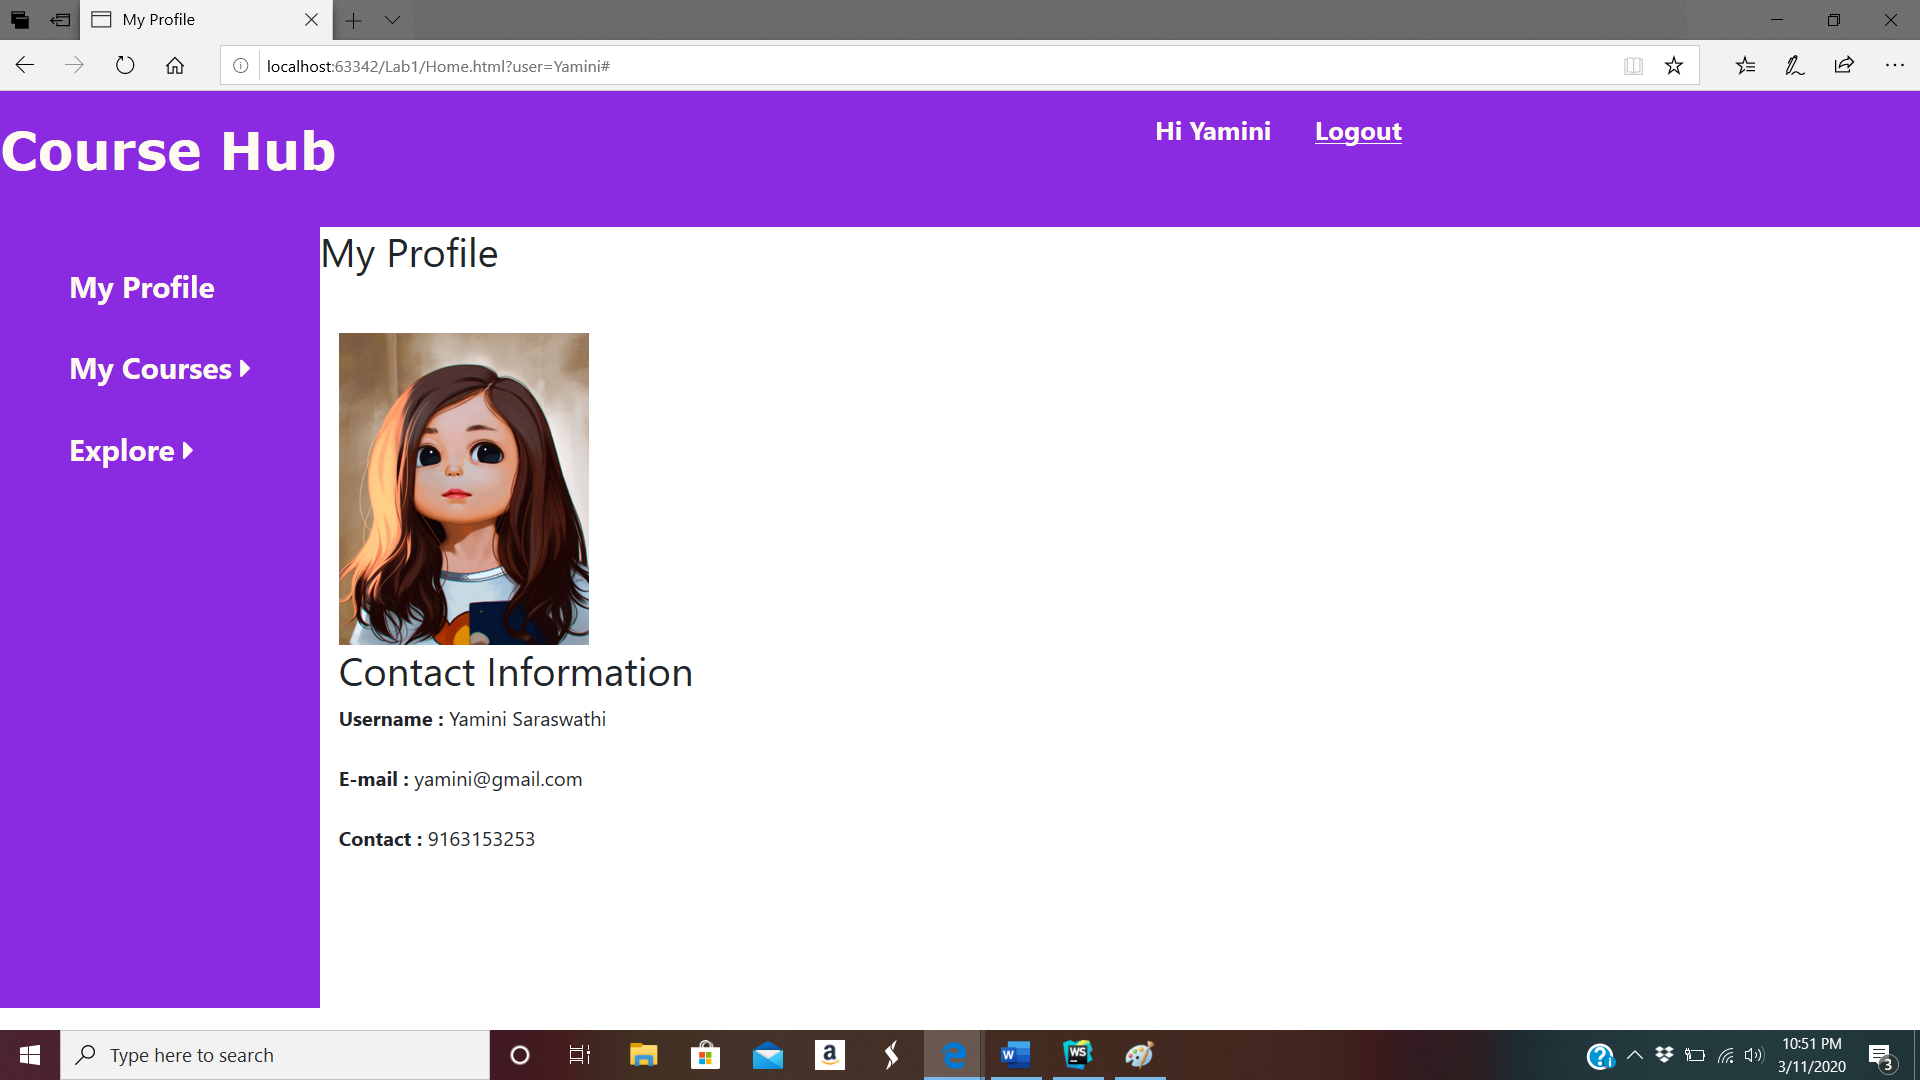 My Profile
localhost:63342/Lab1/Home.html?user=Yamini#
Course Hub
Hi Yamini Logout
My Profile
My Courses
Explore
My Profile
Contact Information
Username : Yamini Saraswathi
E-mail : yamini@gmail.com
Contact : 9163153253
Type here to search
a
W
WS
10:51 PM
3/11/2020
3